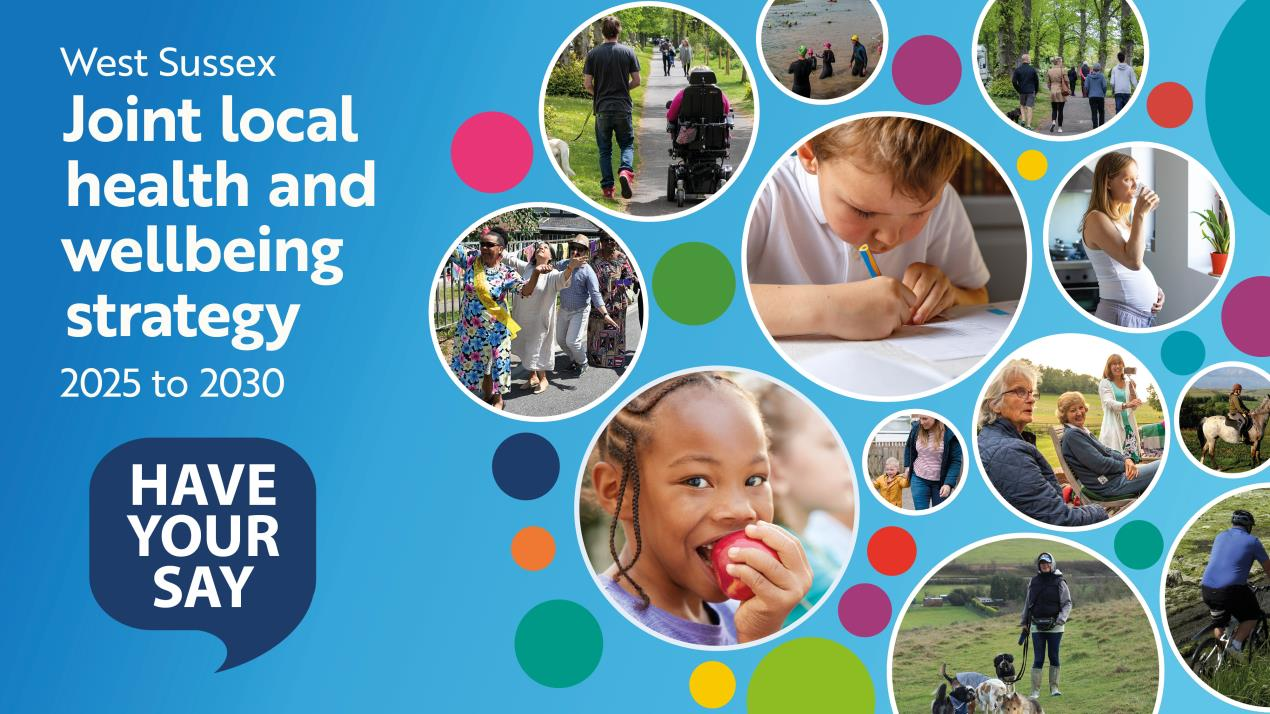 West Sussex
Joint local
health and
wellbeing
strategy
2025 to 2030
HAVE
YOUR
SAY